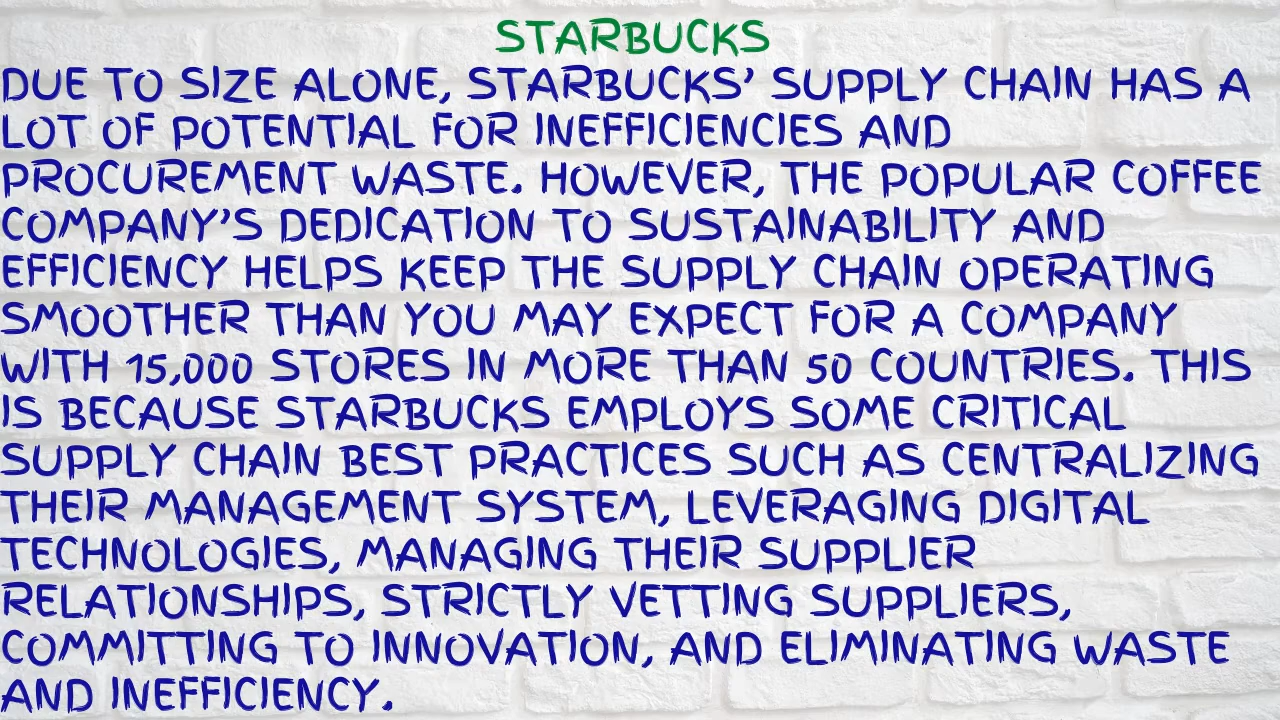 STARBUCKS
DUE TO SIZE ALONE, STARBUCKS' SUPPLY CHAIN HAS A
LOT OF POTENTIAL FOR INEFFICIENCIES AND
PROCUREMENT WASTE. HOWEVER, THE POPULAR COFFEE
COMPANY'S DEDICATION TO SUSTAINABILITY AND
EFFICIENCY HELPS KEEP THE SUPPLY CHAIN OPERATING
SMOOTHER THAN YOU MAY EXPECT FOR A COMPANY
WITH 15,000 STORES IN MORE THAN 50 COUNTRIES. THIS
IS BECAUSE STARBUCKS EMPLOYS SOME CRITICAL
SUPPLY CHAIN BEST PRACTICES SUCH AS CENTRALIZING
THEIR MANAGEMENT SYSTEM, LEVERAGING DIGITAL
TECHNOLOGIES, MANAGING THEIR SUPPLIER
RELATIONSHIPS, STRICTLY VETTING SUPPLIERS,
COMMITTING TO INNOVATION, AND ELIMINATING WASTE
AND INEFFICIENCY.